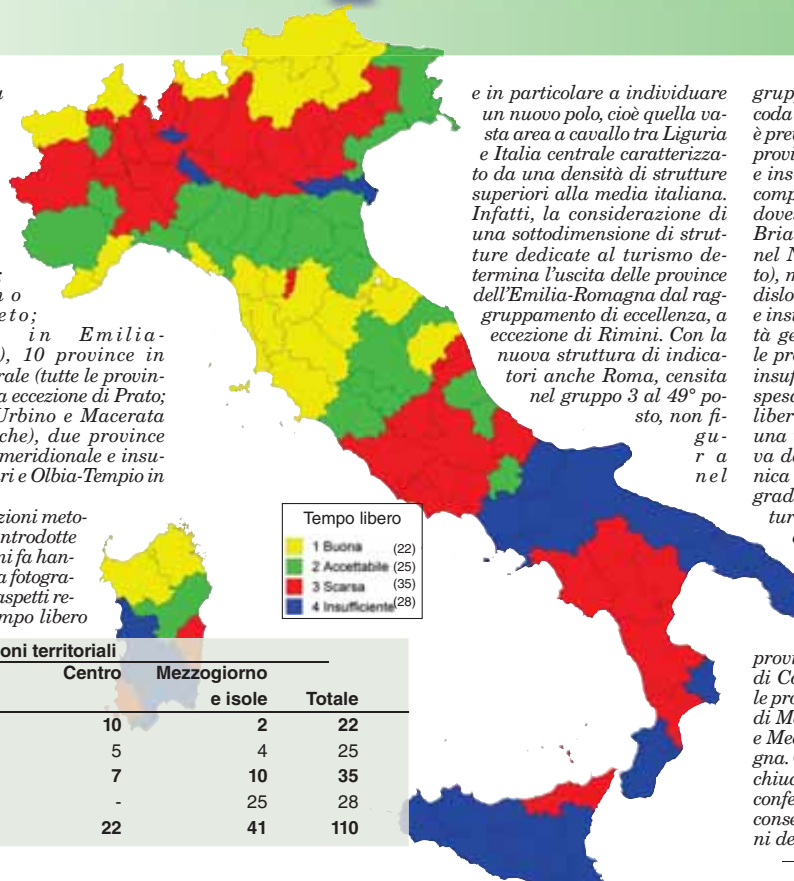 a
n o
eto;
in Emilia-
), 10 province in
rale (tutte le provin-
a eccezione di Prato;
Urbino e Macerata
che), due province
meridionale e insu-
ri e Olbia-Tempio in
zioni meto-
ntrodotte
ni fa han-
a fotogra-
aspetti re-
mpo libero
e in particolare a individuare
un nuovo polo, cioè quella va-
sta area a cavallo tra Liguria
e Italia centrale caratterizza-
to da una densità di strutture
superiori alla media italiana.
Infatti, la considerazione di
una sottodimensione di strut-
ture dedicate al turismo de-
termina l'uscita delle province
dell'Emilia-Romagna dal rag-
gruppamento di eccellenza, a
eccezione di Rimini. Con la
nuova struttura di indica-
tori anche Roma, censita
nel gruppo 3 al 49° po-
sto, non fi-
gu-
r a
nel
Tempo libero
1 Buona (22)
2 Accettabile (25)
3 Scarsa (35)
4 Insufficiente (28)
oni territoriali
Centro Mezzogiorno
e isole Totale
10 2 22
5 4 25
7 10 35
- 25 28
22 41 110
grupp
coda
è prev
provi
e ins
comp
dove
Bria
nel N
to), n
dislo
e insu
tà ge
le pr
insuf
spesa
liber
una
va de
nica
grad
tur
provi
di Co
le pro
di M
e Med
gna.
chiud
confe
conse
ni de